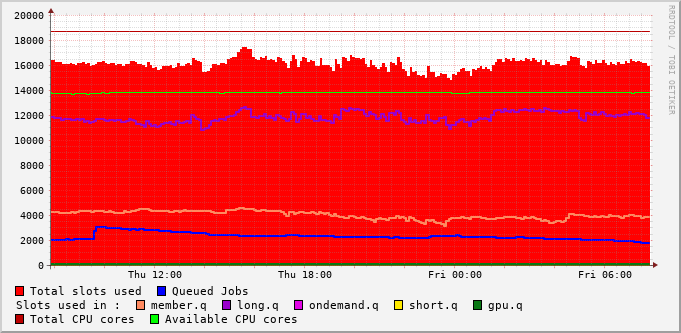 20000
18000
16000
14000
12000
10000
8000
6000
4000
2000
0
Thu 12:00 Thu 18:00 Fri 00:00 Fri 06:00
RRDTOOL / TOBI OETIKER
Total slots used Queued Jobs
Slots used in : member.q long.q ondemand.q short.q gpu.q
Total CPU cores Available CPU cores